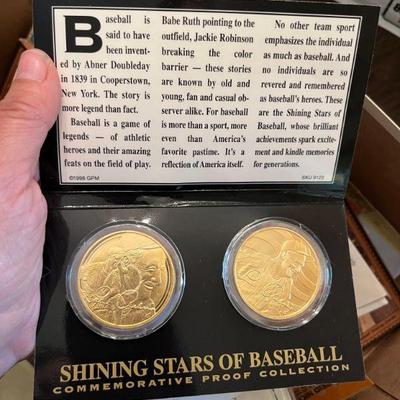 Baseball is
said to have
been invent-
ed by Abner Doubleday
in 1839 in Cooperstown,
New York. The story is
more legend than fact.
Baseball is a game of
legends — of athletic
heroes and their amazing
feats on the field of play.
Babe Ruth pointing to the
outfield, Jackie Robinson
breaking the color
barrier — these stories
are known by old and
young, fan and casual ob-
server alike. For baseball
is more than a sport, more
even than America's
favorite pastime. It's a
reflection of America itself.
No other team sport
emphasizes the individual
as much as baseball. And
no individuals are so
revered and remembered
as baseball's heroes. These
are the Shining Stars of
Baseball, whose brilliant
achievements spark excite-
ment and kindle memories
for generations.
©1998 GPM
SKU 9123
SHINING STARS OF BASEBALL
COMMEMORATIVE PROOF COLLECTION